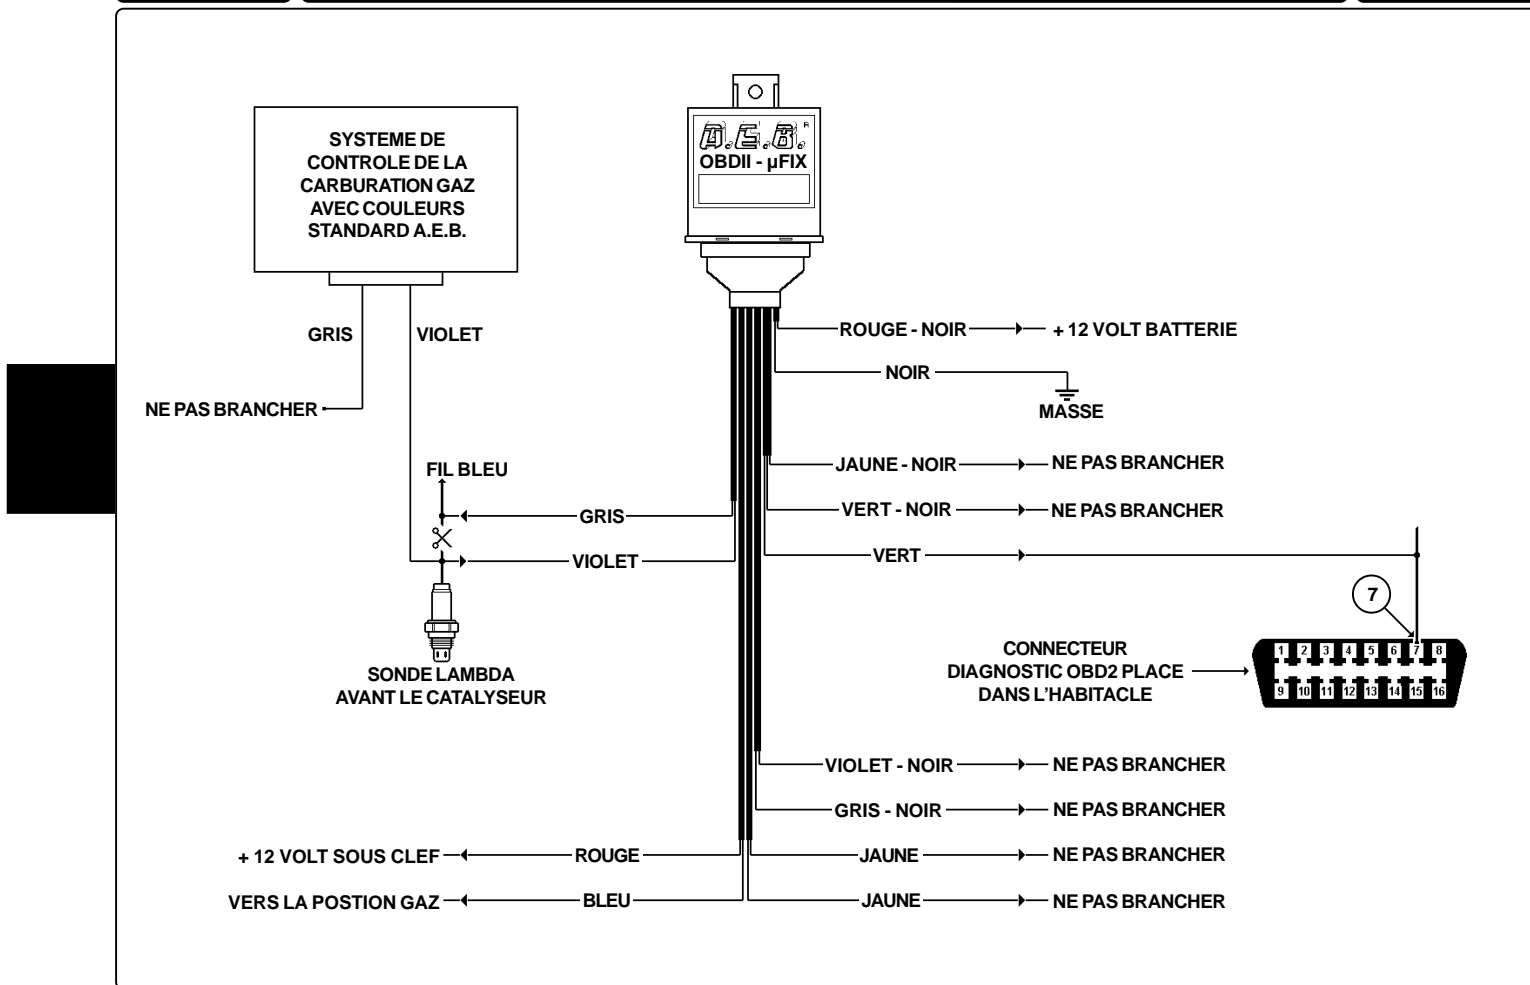 SYSTEME DE
CONTROLE DE LA
CARBURATION GAZ
AVEC COULEURS
STANDARD A.E.B.
A.E.B.®
OBDII - µFIX
GRIS
VIOLET
NE PAS BRANCHER
ROUGE - NOIR
+ 12 VOLT BATTERIE
NOIR
MASSE
FIL BLEU
JAUNE - NOIR
NE PAS BRANCHER
GRIS
VERT - NOIR
NE PAS BRANCHER
VIOLET
VERT
7
SONDE LAMBDA
AVANT LE CATALYSEUR
CONNECTEUR
DIAGNOSTIC OBD2 PLACE
DANS L'HABITACLE
1 2 3 4 5 6 7 8
9 10 11 12 13 14 15 16
VIOLET - NOIR
NE PAS BRANCHER
GRIS - NOIR
NE PAS BRANCHER
+ 12 VOLT SOUS CLEF
ROUGE
JAUNE
NE PAS BRANCHER
VERS LA POSTION GAZ
BLEU
JAUNE
NE PAS BRANCHER